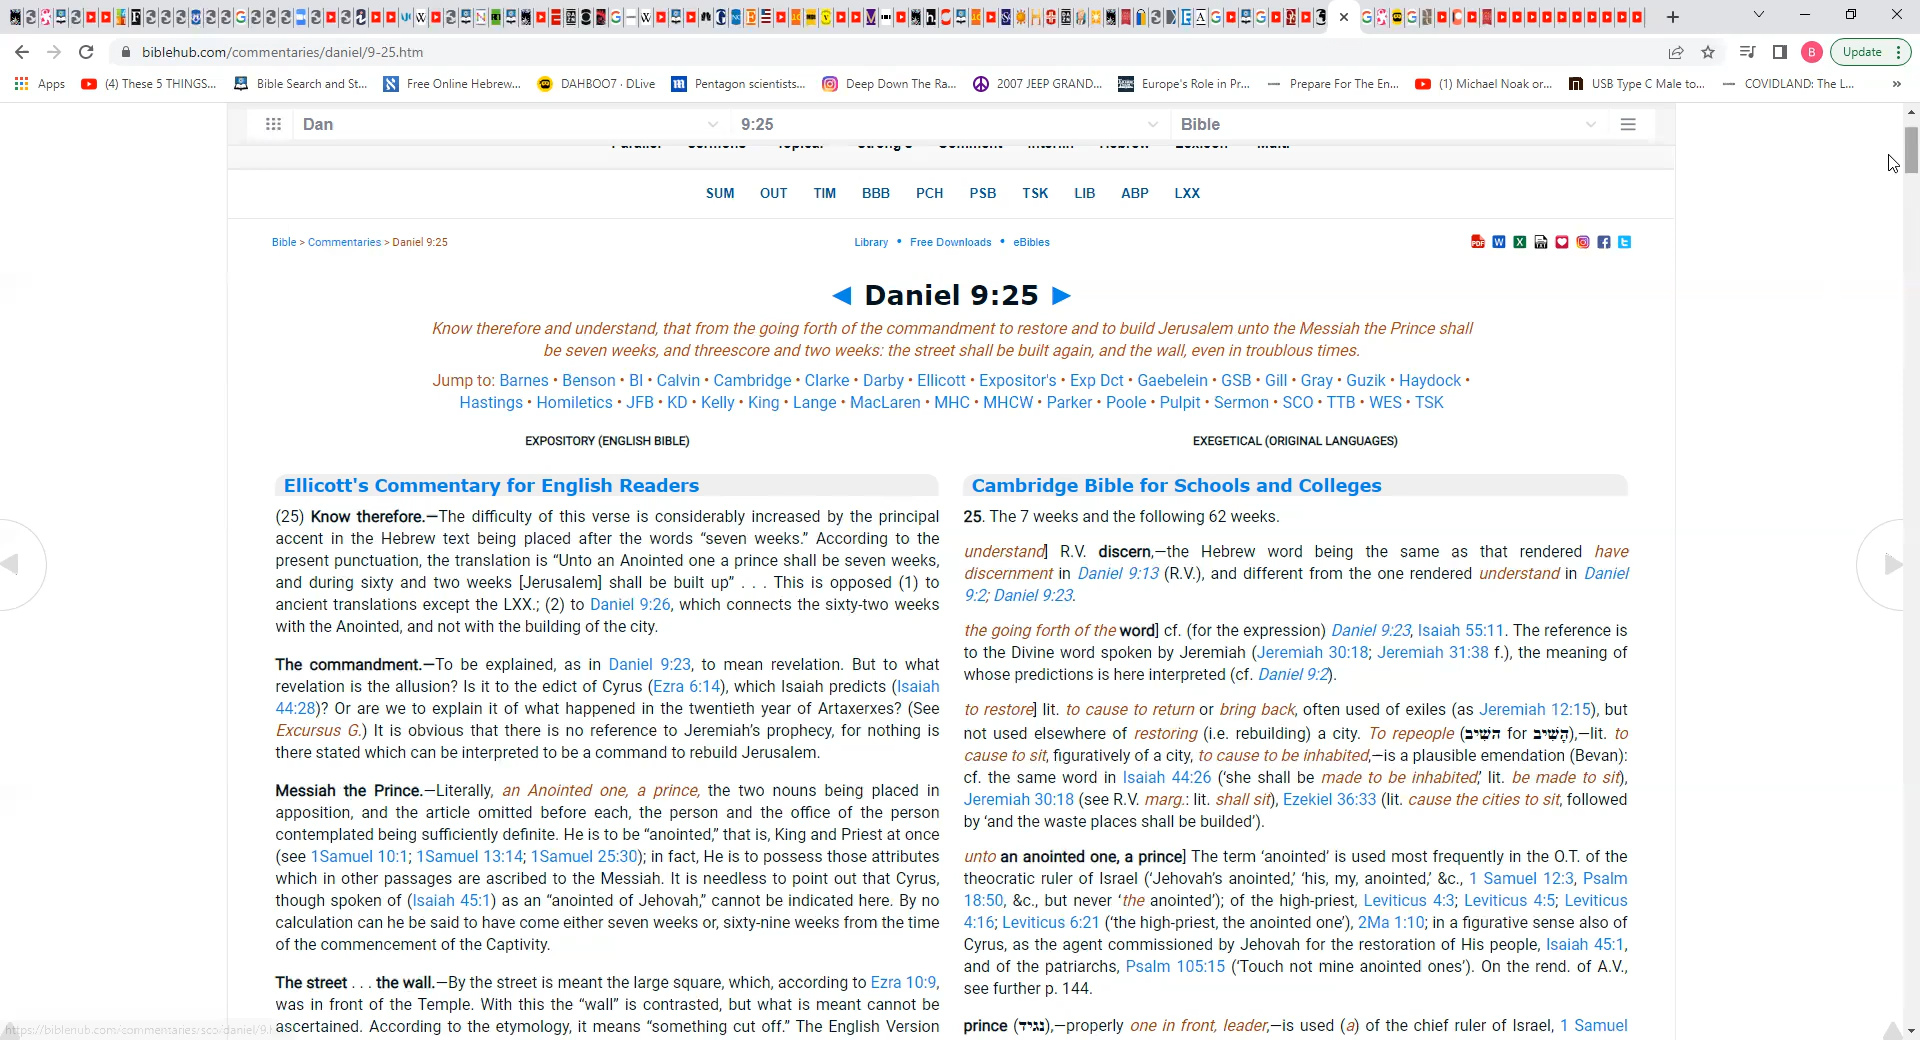 biblehub.com/commentaries/daniel/9-25.htm
Update
Apps (4) These 5 THINGS... Bible Search and St... Free Online Hebrew... DAHBOO7 - DLive Pentagon scientists... Deep Down The Ra... 2007 JEEP GRAND... Europe's Role in Pr... Prepare For The En... (1) Michael Noak or... USB Type C Male to... COVIDLAND: The L...
Dan 9:25 Bible
SUM OUT TIM BBB PCH PSB TSK LIB ABP LXX
Bible > Commentaries > Daniel 9:25
Library • Free Downloads • eBibles
◄ Daniel 9:25 ►
Know therefore and understand, that from the going forth of the commandment to restore and to build Jerusalem unto the Messiah the Prince shall
be seven weeks, and threescore and two weeks: the street shall be built again, and the wall, even in troublous times.
Jump to: Barnes • Benson • BI • Calvin • Cambridge • Clarke • Darby • Ellicott • Expositor's • Exp Dct • Gaebelein • GSB • Gill • Gray • Guzik • Haydock •
Hastings • Homiletics • JFB • KD • Kelly • King • Lange • MacLaren • MHC • MHCW • Parker • Poole • Pulpit • Sermon • SCO • TTB • WES • TSK
EXPOSITORY (ENGLISH BIBLE)
Ellicott's Commentary for English Readers
(25) Know therefore.—The difficulty of this verse is considerably increased by the principal
accent in the Hebrew text being placed after the words “seven weeks.” According to the
present punctuation, the translation is “Unto an Anointed one a prince shall be seven weeks,
and during sixty and two weeks [Jerusalem] shall be built up” . . . This is opposed (1) to
ancient translations except the LXX.; (2) to Daniel 9:26, which connects the sixty-two weeks
with the Anointed, and not with the building of the city.
The commandment.—To be explained, as in Daniel 9:23, to mean revelation. But to what
revelation is the allusion? Is it to the edict of Cyrus (Ezra 6:14), which Isaiah predicts (Isaiah
44:28)? Or are we to explain it of what happened in the twentieth year of Artaxerxes? (See
Excursus G.) It is obvious that there is no reference to Jeremiah’s prophecy, for nothing is
there stated which can be interpreted to be a command to rebuild Jerusalem.
Messiah the Prince.—Literally, an Anointed one, a prince, the two nouns being placed in
apposition, and the article omitted before each, the person and the office of the person
contemplated being sufficiently definite. He is to be “anointed,” that is, King and Priest at once
(see 1Samuel 10:1; 1Samuel 13:14; 1Samuel 25:30); in fact, He is to possess those attributes
which in other passages are ascribed to the Messiah. It is needless to point out that Cyrus,
though spoken of (Isaiah 45:1) as an “anointed of Jehovah,” cannot be indicated here. By no
calculation can he be said to have come either seven weeks or, sixty-nine weeks from the time
of the commencement of the Captivity.
The street . . . the wall.—By the street is meant the large square, which, according to Ezra 10:9,
was in front of the Temple. With this the “wall” is contrasted, but what is meant cannot be
ascertained. According to the etymology, it means “something cut off.” The English Version
EXEGETICAL (ORIGINAL LANGUAGES)
Cambridge Bible for Schools and Colleges
25. The 7 weeks and the following 62 weeks.
understand] R.V. discern,—the Hebrew word being the same as that rendered have
discernment in Daniel 9:13 (R.V.), and different from the one rendered understand in Daniel
9:2; Daniel 9:23.
the going forth of the word] cf. (for the expression) Daniel 9:23, Isaiah 55:11. The reference is
to the Divine word spoken by Jeremiah (Jeremiah 30:18; Jeremiah 31:38 f.), the meaning of
whose predictions is here interpreted (cf. Daniel 9:2).
to restore] lit. to cause to return or bring back, often used of exiles (as Jeremiah 12:15), but
not used elsewhere of restoring (i.e. rebuilding) a city. To repeople (השִׁיב for הָשִׁיב),—lit. to
cause to sit, figuratively of a city, to cause to be inhabited,—is a plausible emendation (Bevan):
cf. the same word in Isaiah 44:26 (‘she shall be made to be inhabited,’ lit. be made to sit),
Jeremiah 30:18 (see R.V. marg.: lit. shall sit), Ezekiel 36:33 (lit. cause the cities to sit, followed
by ‘and the waste places shall be builded’).
unto an anointed one, a prince] The term ‘anointed’ is used most frequently in the O.T. of the
theocratic ruler of Israel (‘Jehovah’s anointed,’ ‘his, my, anointed,’ &c., 1 Samuel 12:3, Psalm
18:50, &c., but never ‘the anointed’); of the high-priest, Leviticus 4:3; Leviticus 4:5; Leviticus
4:16; Leviticus 6:21 (‘the high-priest, the anointed one’), 2Ma 1:10; in a figurative sense also of
Cyrus, as the agent commissioned by Jehovah for the restoration of His people, Isaiah 45:1,
and of the patriarchs, Psalm 105:15 (‘Touch not mine anointed ones’). On the rend. of A.V.,
see further p. 144.
prince (נגיד),—properly one in front, leader,—is used (a) of the chief ruler of Israel, 1 Samuel
https://biblehub.com/commentaries/sco/daniel/9.h